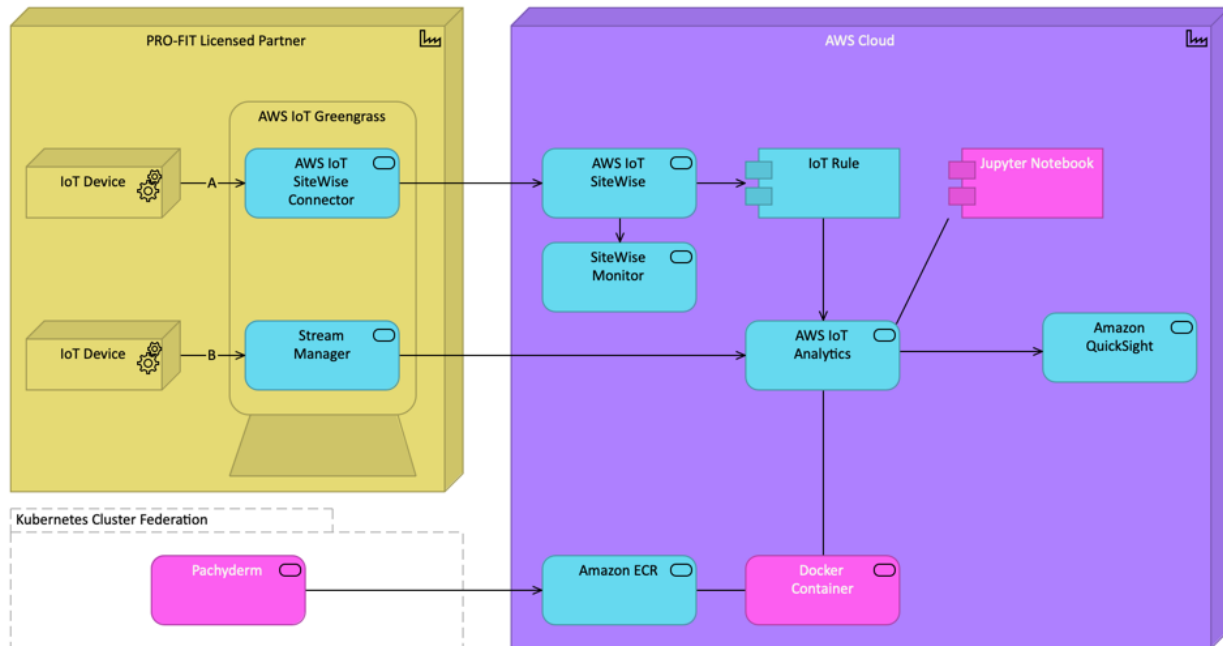 PRO-FIT Licensed Partner
AWS Cloud
AWS IoT Greengrass
IoT Device
A
AWS IoT
SiteWise
Connector
AWS IoT
SiteWise
IoT Rule
Jupyter Notebook
SiteWise
Monitor
IoT Device
B
Stream
Manager
AWS IoT
Analytics
Amazon
QuickSight
Kubernetes Cluster Federation
Pachyderm
Amazon ECR
Docker
Container